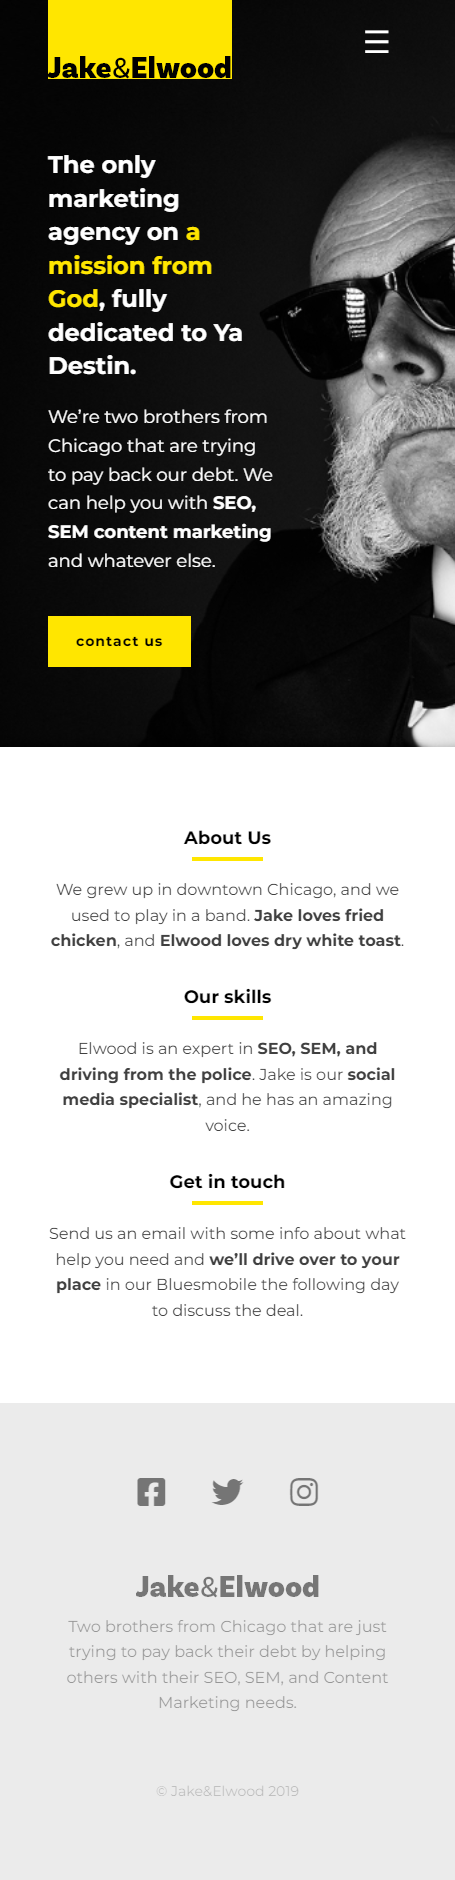 Jake&Elwood
The only
marketing
agency on a
mission from
God, fully
dedicated to Ya
Destin.
We’re two brothers from
Chicago that are trying
to pay back our debt. We
can help you with SEO,
SEM content marketing
and whatever else.
contact us
About Us
We grew up in downtown Chicago, and we
used to play in a band. Jake loves fried
chicken, and Elwood loves dry white toast.
Our skills
Elwood is an expert in SEO, SEM, and
driving from the police. Jake is our social
media specialist, and he has an amazing
voice.
Get in touch
Send us an email with some info about what
help you need and we’ll drive over to your
place in our Bluesmobile the following day
to discuss the deal.
Jake&Elwood
Two brothers from Chicago that are just
trying to pay back their debt by helping
others with their SEO, SEM, and Content
Marketing needs.
© Jake&Elwood 2019